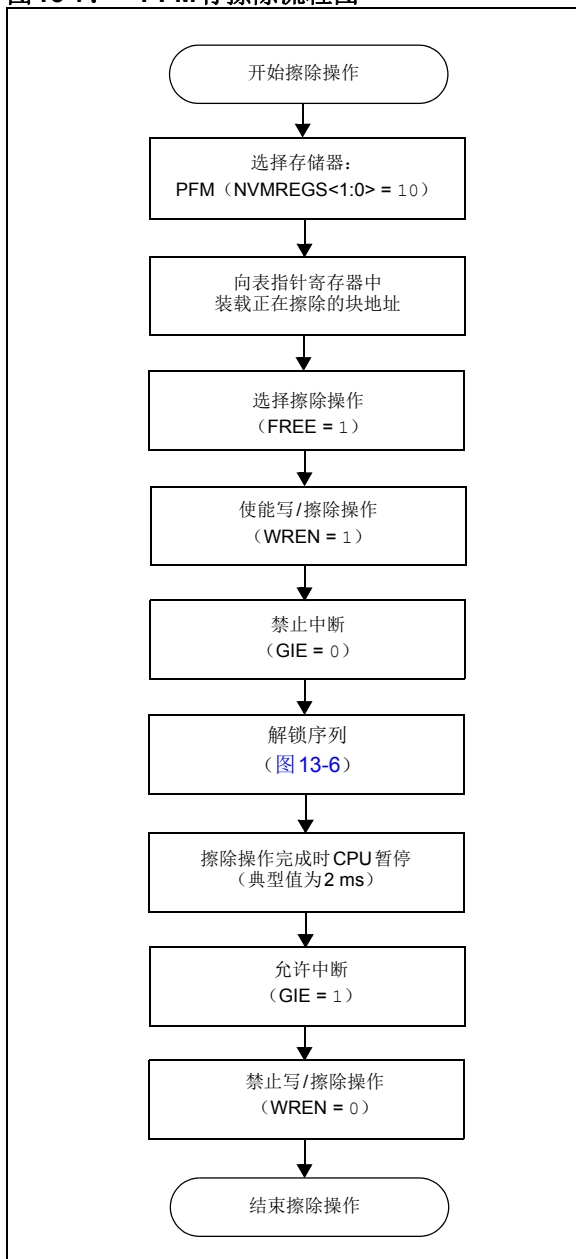 开始擦除操作
选择存储器：
PFM（NVMREGS<1:0> = 10）
向表指针寄存器中
装载正在擦除的块地址
选择擦除操作
（FREE = 1）
使能写/擦除操作
（WREN = 1）
禁止中断
（GIE = 0）
解锁序列
（图13-6）
擦除操作完成时CPU暂停
（典型值为2 ms）
允许中断
（GIE = 1）
禁止写/擦除操作
（WREN = 0）
结束擦除操作